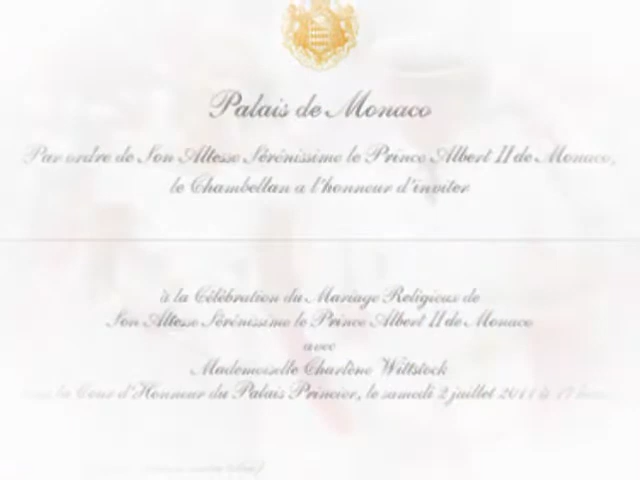 Palais de Monaco
Par ordre de Son Altesse Sérénissime le Prince Albert II de Monaco,
le Chambellan a l'honneur d'inviter
à la Célébration du Mariage Religieux de
Son Altesse Sérénissime le Prince Albert II de Monaco
avec
Mademoiselle Charlène Wittstock
la Cour d'Honneur du Palais Princier, le samedi 2 juillet 2011 à 17